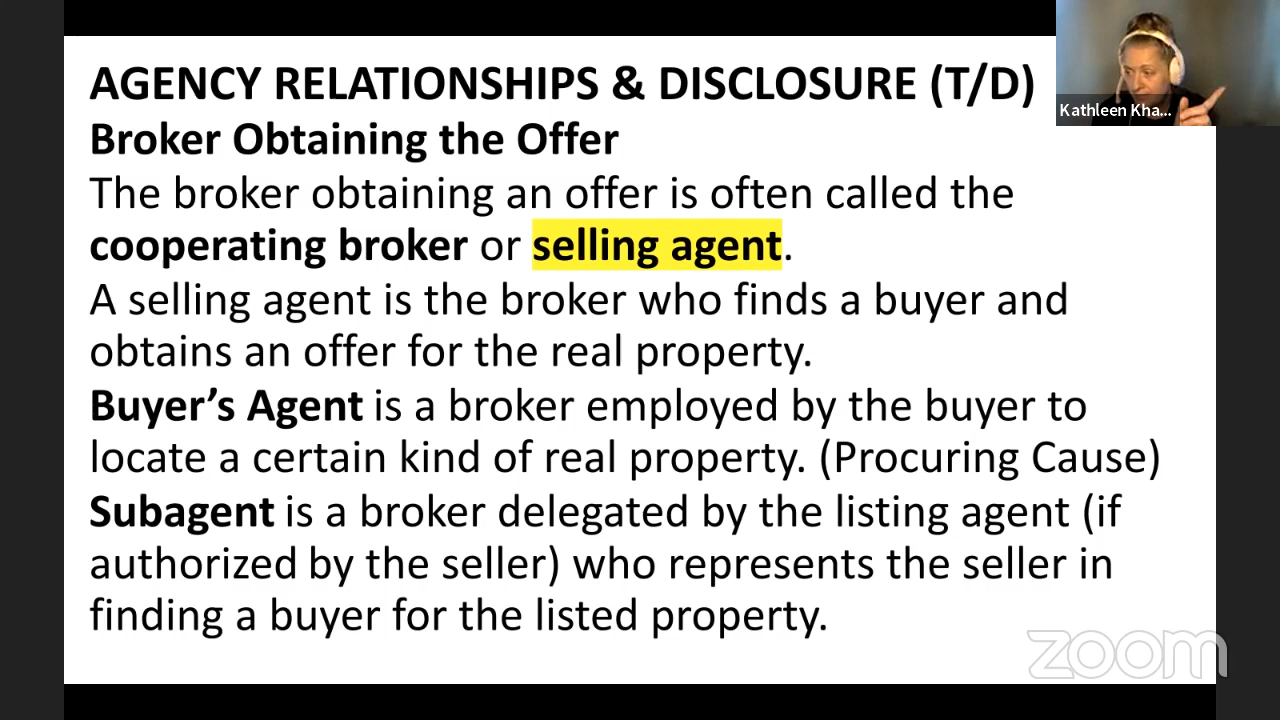 AGENCY RELATIONSHIPS & DISCLOSURE (T/D)
Broker Obtaining the Offer
The broker obtaining an offer is often called the
cooperating broker or selling agent.
A selling agent is the broker who finds a buyer and
obtains an offer for the real property.
Buyer’s Agent is a broker employed by the buyer to
locate a certain kind of real property. (Procuring Cause)
Subagent is a broker delegated by the listing agent (if
authorized by the seller) who represents the seller in
finding a buyer for the listed property.
Kathleen Kha...
zoom